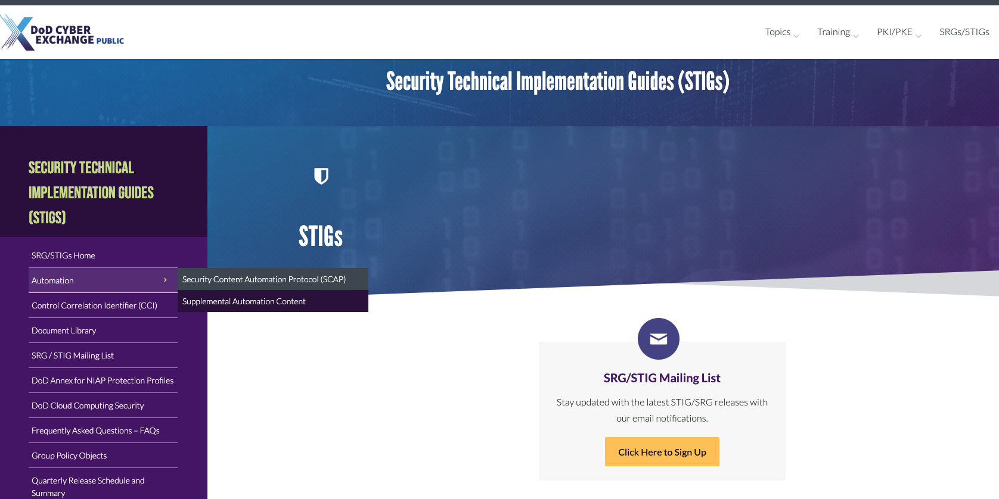 DoD CYBER
EXCHANGE PUBLIC
Topics
Training
PKI/PKE
SRGs/STIGs
Security Technical Implementation Guides (STIGs)
SECURITY TECHNICAL
IMPLEMENTATION GUIDES
(STIGS)
SRG/STIGs Home
Automation
Security Content Automation Protocol (SCAP)
Supplemental Automation Content
Control Correlation Identifier (CCI)
Document Library
SRG / STIG Mailing List
DoD Annex for NIAP Protection Profiles
DoD Cloud Computing Security
Frequently Asked Questions – FAQs
Group Policy Objects
Quarterly Release Schedule and
Summary
STIGs
SRG/STIG Mailing List
Stay updated with the latest STIG/SRG releases with
our email notifications.
Click Here to Sign Up